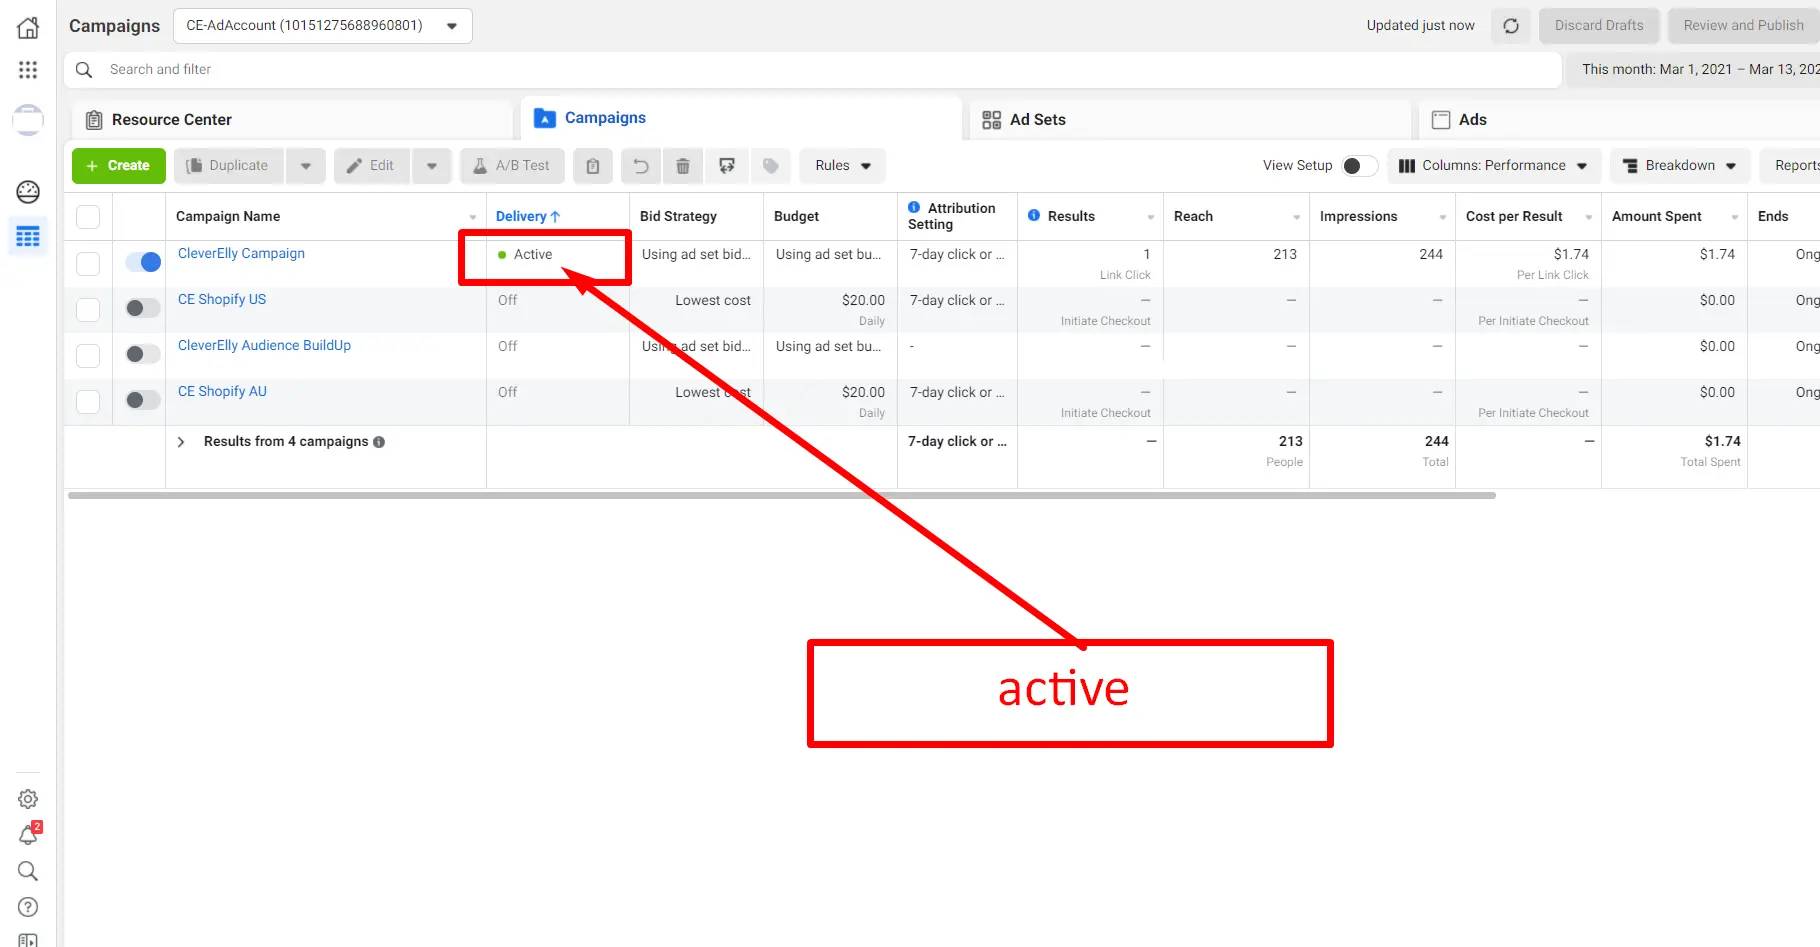 Campaigns
CE-AdAccount (10151275688960801)
Updated just now
Discard Drafts
Review and Publish
Search and filter
This month: Mar 1, 2021 – Mar 13, 202
Resource Center
Campaigns
Ad Sets
Ads
+ Create
Duplicate
Edit
A/B Test
Rules
View Setup
Columns: Performance
Breakdown
Reports
Campaign Name
Delivery ↑
Bid Strategy
Budget
Attribution
Setting
Results
Reach
Impressions
Cost per Result
Amount Spent
Ends
CleverElly Campaign
Active
Using ad set bid...
Using ad set bu...
7-day click or ...
1
Link Click
213
244
$1.74
Per Link Click
$1.74
Ong
CE Shopify US
Off
Lowest cost
$20.00
Daily
7-day click or ...
—
Initiate Checkout
—
—
—
Per Initiate Checkout
$0.00
Ong
CleverElly Audience BuildUp
Off
Using ad set bid...
Using ad set bu...
-
—
—
—
—
$0.00
Ong
CE Shopify AU
Off
Lowest cost
$20.00
Daily
7-day click or ...
—
Initiate Checkout
—
—
—
Per Initiate Checkout
$0.00
Ong
Results from 4 campaigns
7-day click or ...
—
213
People
244
Total
—
$1.74
Total Spent
active
2